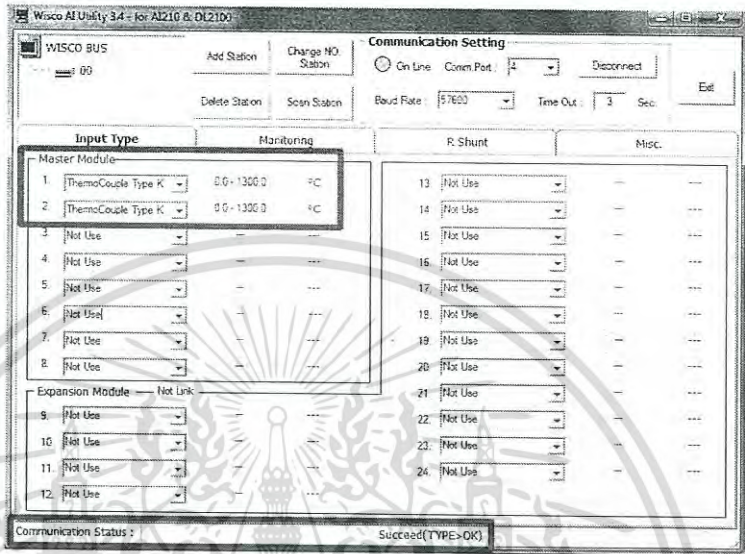 Wisco AI Utility 3.4 - for AI210 & DL2100
WISCO BUS
00
Add Station
Change NO. Station
Delete Station
Scan Station
Communication Setting
On Line
Comm.Port :
4
Disconnect
Baud Rate :
57600
Time Out :
3
Sec.
Exit
Input Type
Monitoring
R Shunt
Misc.
Master Module
1. ThermoCouple Type K 0.0 - 1300.0 °C
2. ThermoCouple Type K 0.0 - 1300.0 °C
3. Not Use — ---
4. Not Use — ---
5. Not Use — ---
6. Not Use — ---
7. Not Use — ---
8. Not Use — ---
Expansion Module — Not Link
9. Not Use — ---
10. Not Use — ---
11. Not Use — ---
12. Not Use — ---
13. Not Use — ---
14. Not Use — ---
15. Not Use — ---
16. Not Use — ---
17. Not Use — ---
18. Not Use — ---
19. Not Use — ---
20. Not Use — ---
21. Not Use — ---
22. Not Use — ---
23. Not Use — ---
24. Not Use — ---
Communication Status : Succeed(TYPE>OK)